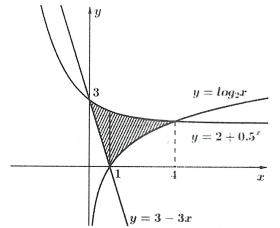 y
3
y = log₂x
y = 2 + 0.5ˣ
1
4
x
y = 3 − 3x